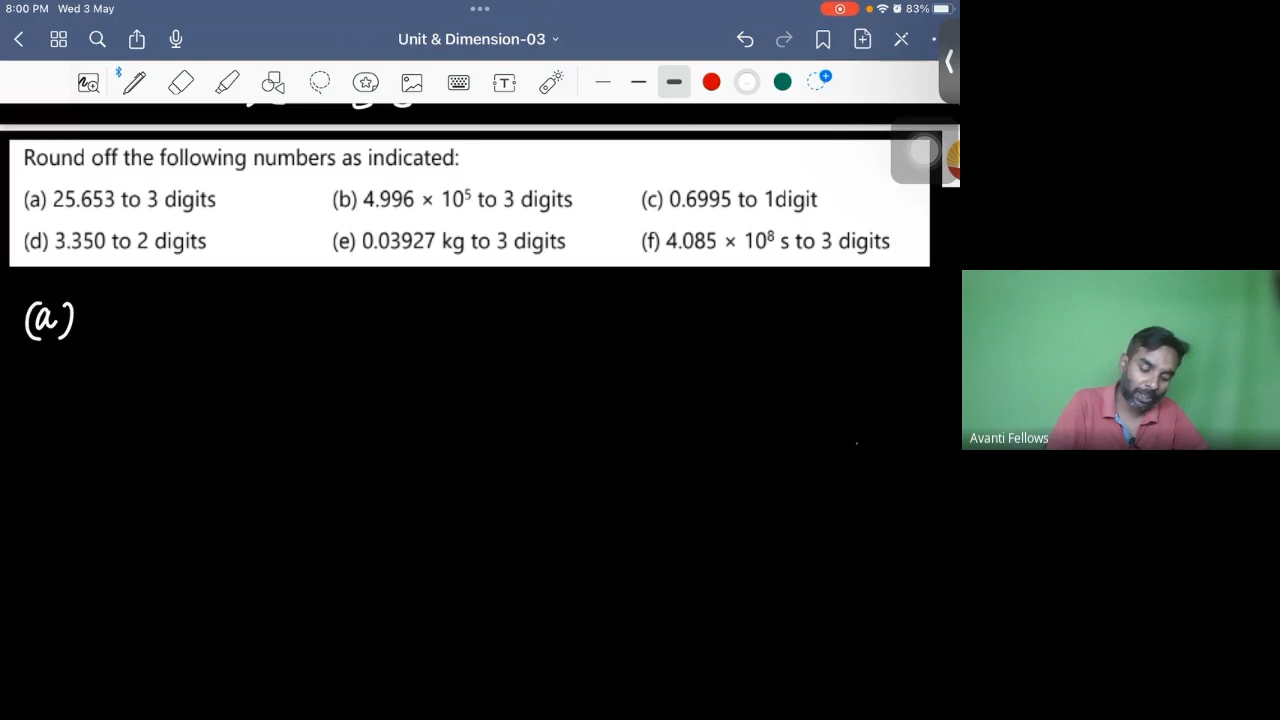 8:00 PM Wed 3 May
83%
Unit & Dimension-03
Round off the following numbers as indicated:
(a) 25.653 to 3 digits (b) 4.996 × 10⁵ to 3 digits (c) 0.6995 to 1digit
(d) 3.350 to 2 digits (e) 0.03927 kg to 3 digits (f) 4.085 × 10⁸ s to 3 digits
(a)
Avanti Fellows